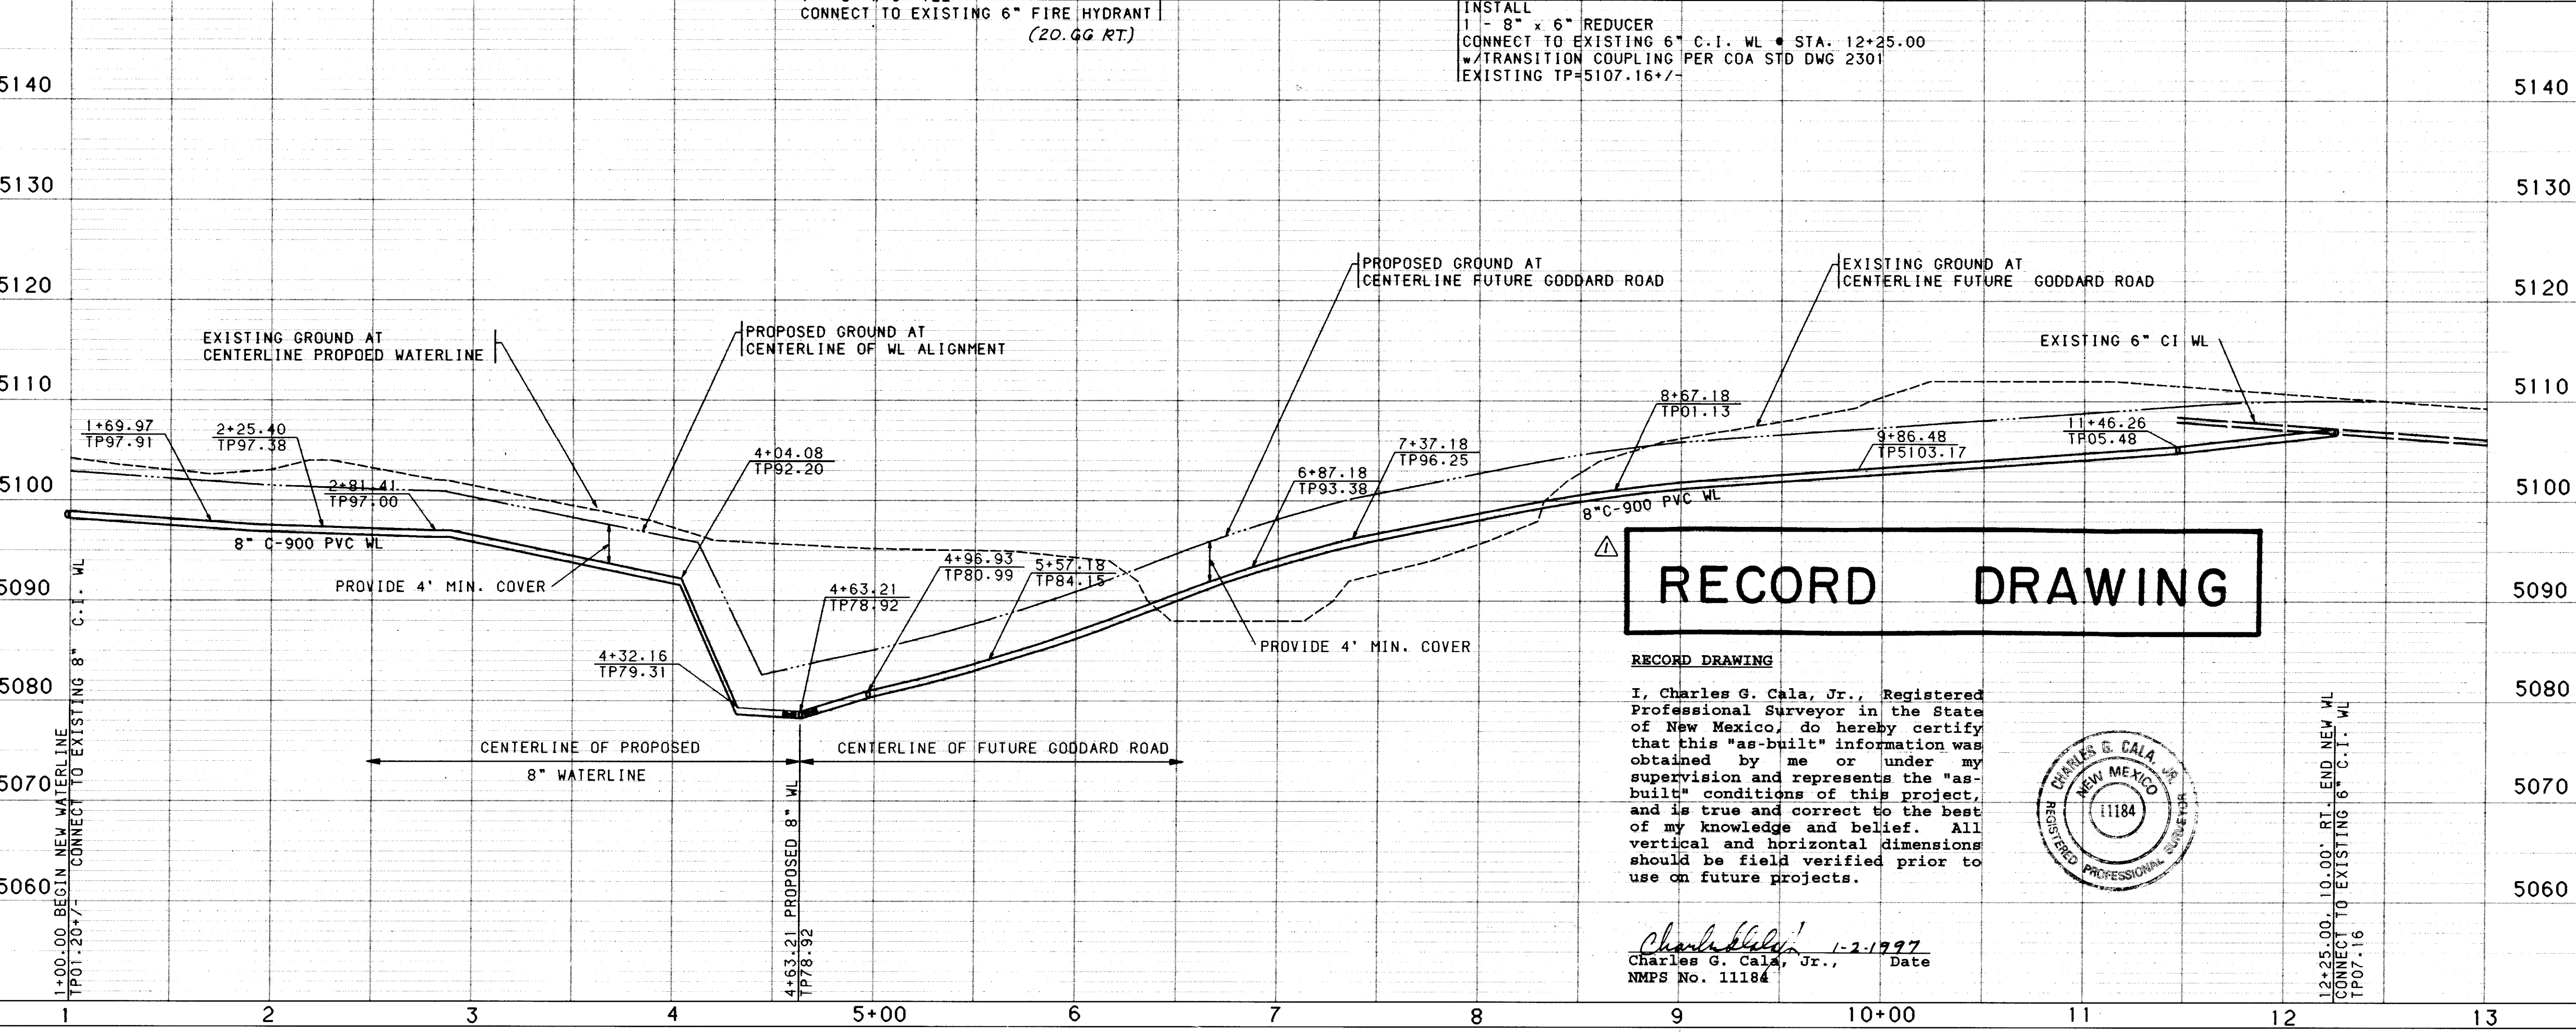 CONNECT TO EXISTING 6" FIRE HYDRANT
(20.66 RT.)
INSTALL
1 - 8" x 6" REDUCER
CONNECT TO EXISTING 6" C.I. WL @ STA. 12+25.00
w/TRANSITION COUPLING PER COA STD DWG 2301
EXISTING TP=5107.16+/-
5140
5140
5130
5130
5120
5120
5110
5110
5100
5100
5090
5090
5080
5080
5070
5070
5060
5060
PROPOSED GROUND AT
CENTERLINE FUTURE GODDARD ROAD
EXISTING GROUND AT
CENTERLINE FUTURE GODDARD ROAD
EXISTING GROUND AT
CENTERLINE PROPOED WATERLINE
PROPOSED GROUND AT
CENTERLINE OF WL ALIGNMENT
EXISTING 6" CI WL
1+69.97
TP97.91
2+25.40
TP97.38
2+81.41
TP97.00
4+04.08
TP92.20
4+32.16
TP79.31
4+63.21
TP78.92
4+96.93
TP80.99
5+57.18
TP84.15
6+87.18
TP93.38
7+37.18
TP96.25
8+67.18
TP01.13
9+86.48
TP5103.17
11+46.26
TP05.48
8" C-900 PVC WL
8"C-900 PVC WL
PROVIDE 4' MIN. COVER
PROVIDE 4' MIN. COVER
CENTERLINE OF PROPOSED
8" WATERLINE
CENTERLINE OF FUTURE GODDARD ROAD
1+00.00 BEGIN NEW WATERLINE
TP01.20+/- CONNECT TO EXISTING 8" C.I. WL
4+63.21 PROPOSED 8" WL
TP78.92
12+25.00, 10.00' RT. END NEW WL
CONNECT TO EXISTING 6" C.I. WL
TP07.16
1
RECORD DRAWING
RECORD DRAWING
I, Charles G. Cala, Jr., Registered
Professional Surveyor in the State
of New Mexico, do hereby certify
that this "as-built" information was
obtained by me or under my
supervision and represents the "as-
built" conditions of this project,
and is true and correct to the best
of my knowledge and belief. All
vertical and horizontal dimensions
should be field verified prior to
use on future projects.
1-2-1997
Charles G. Cala, Jr., Date
NMPS No. 11184
CHARLES G. CALA, JR.
NEW MEXICO
11184
REGISTERED PROFESSIONAL SURVEYOR
1 2 3 4 5+00 6 7 8 9 10+00 11 12 13